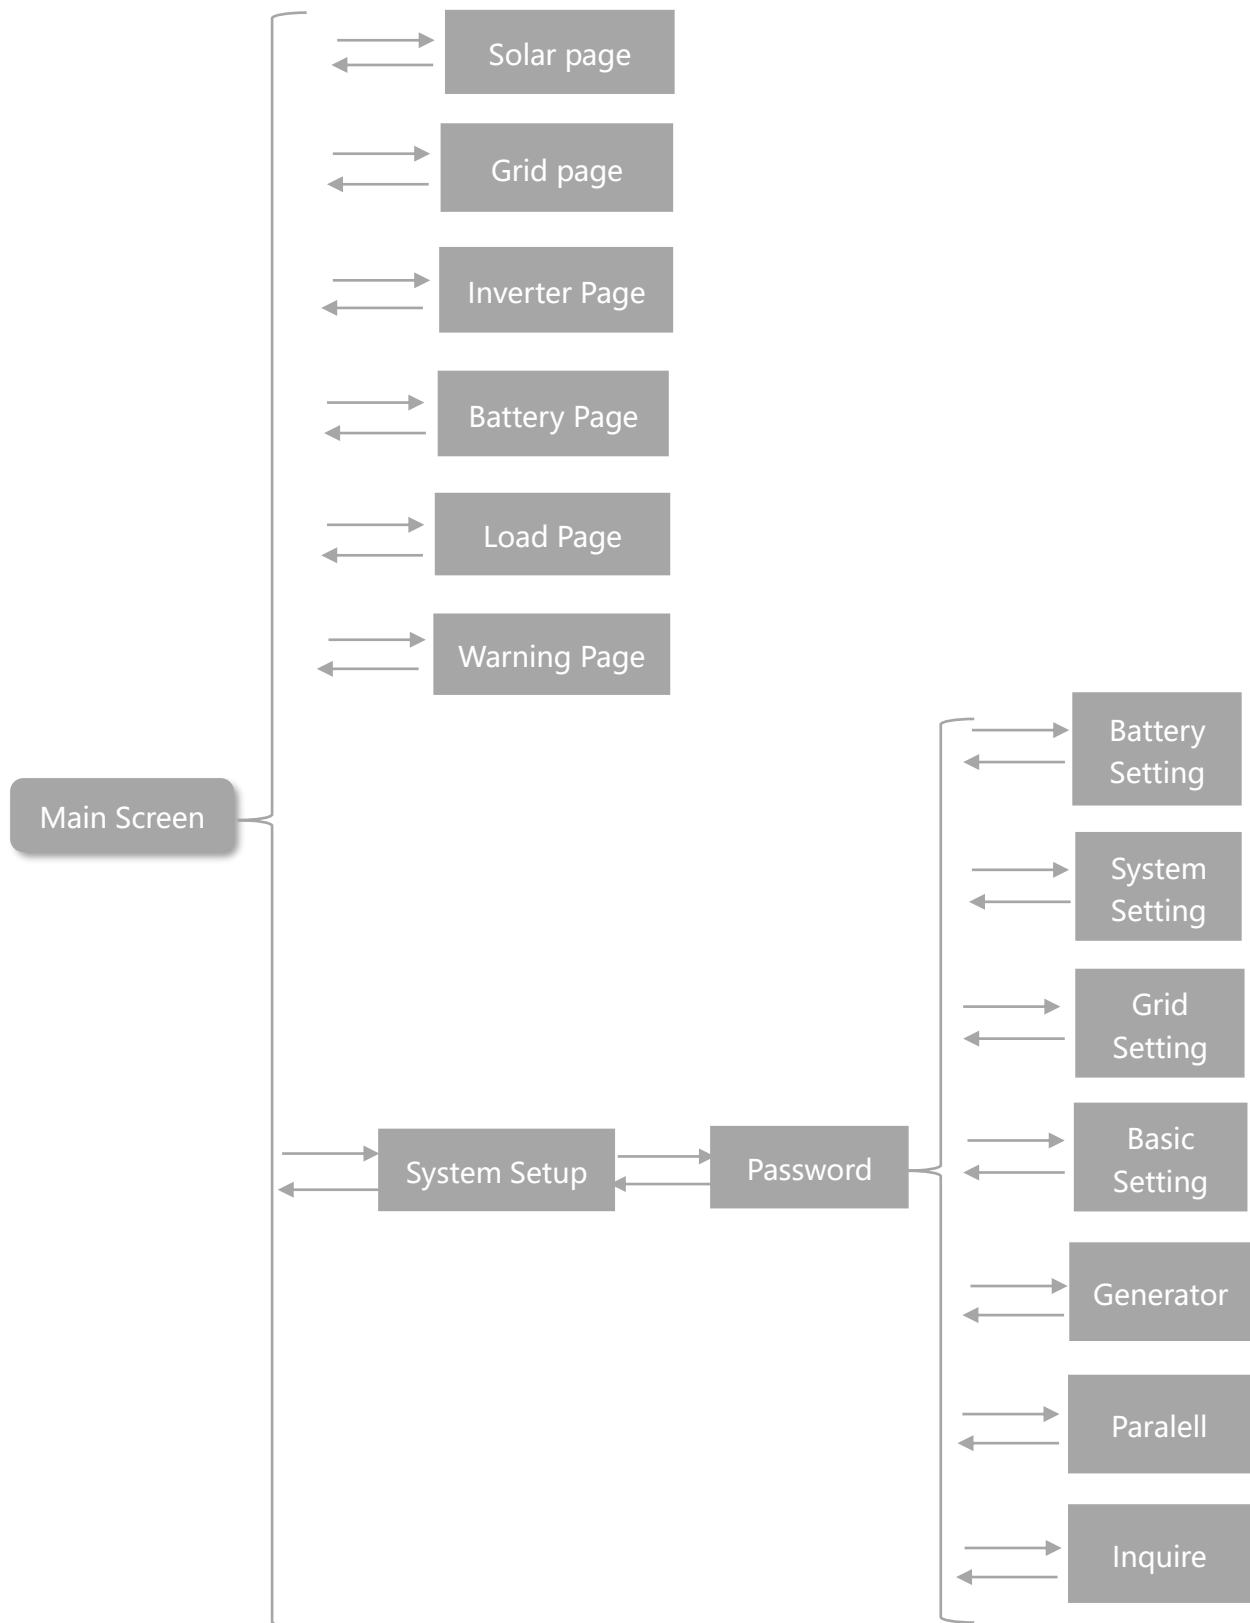 Solar page
Grid page
Inverter Page
Battery Page
Load Page
Warning Page
Main Screen
System Setup
Password
Battery
Setting
System
Setting
Grid
Setting
Basic
Setting
Generator
Paralell
Inquire